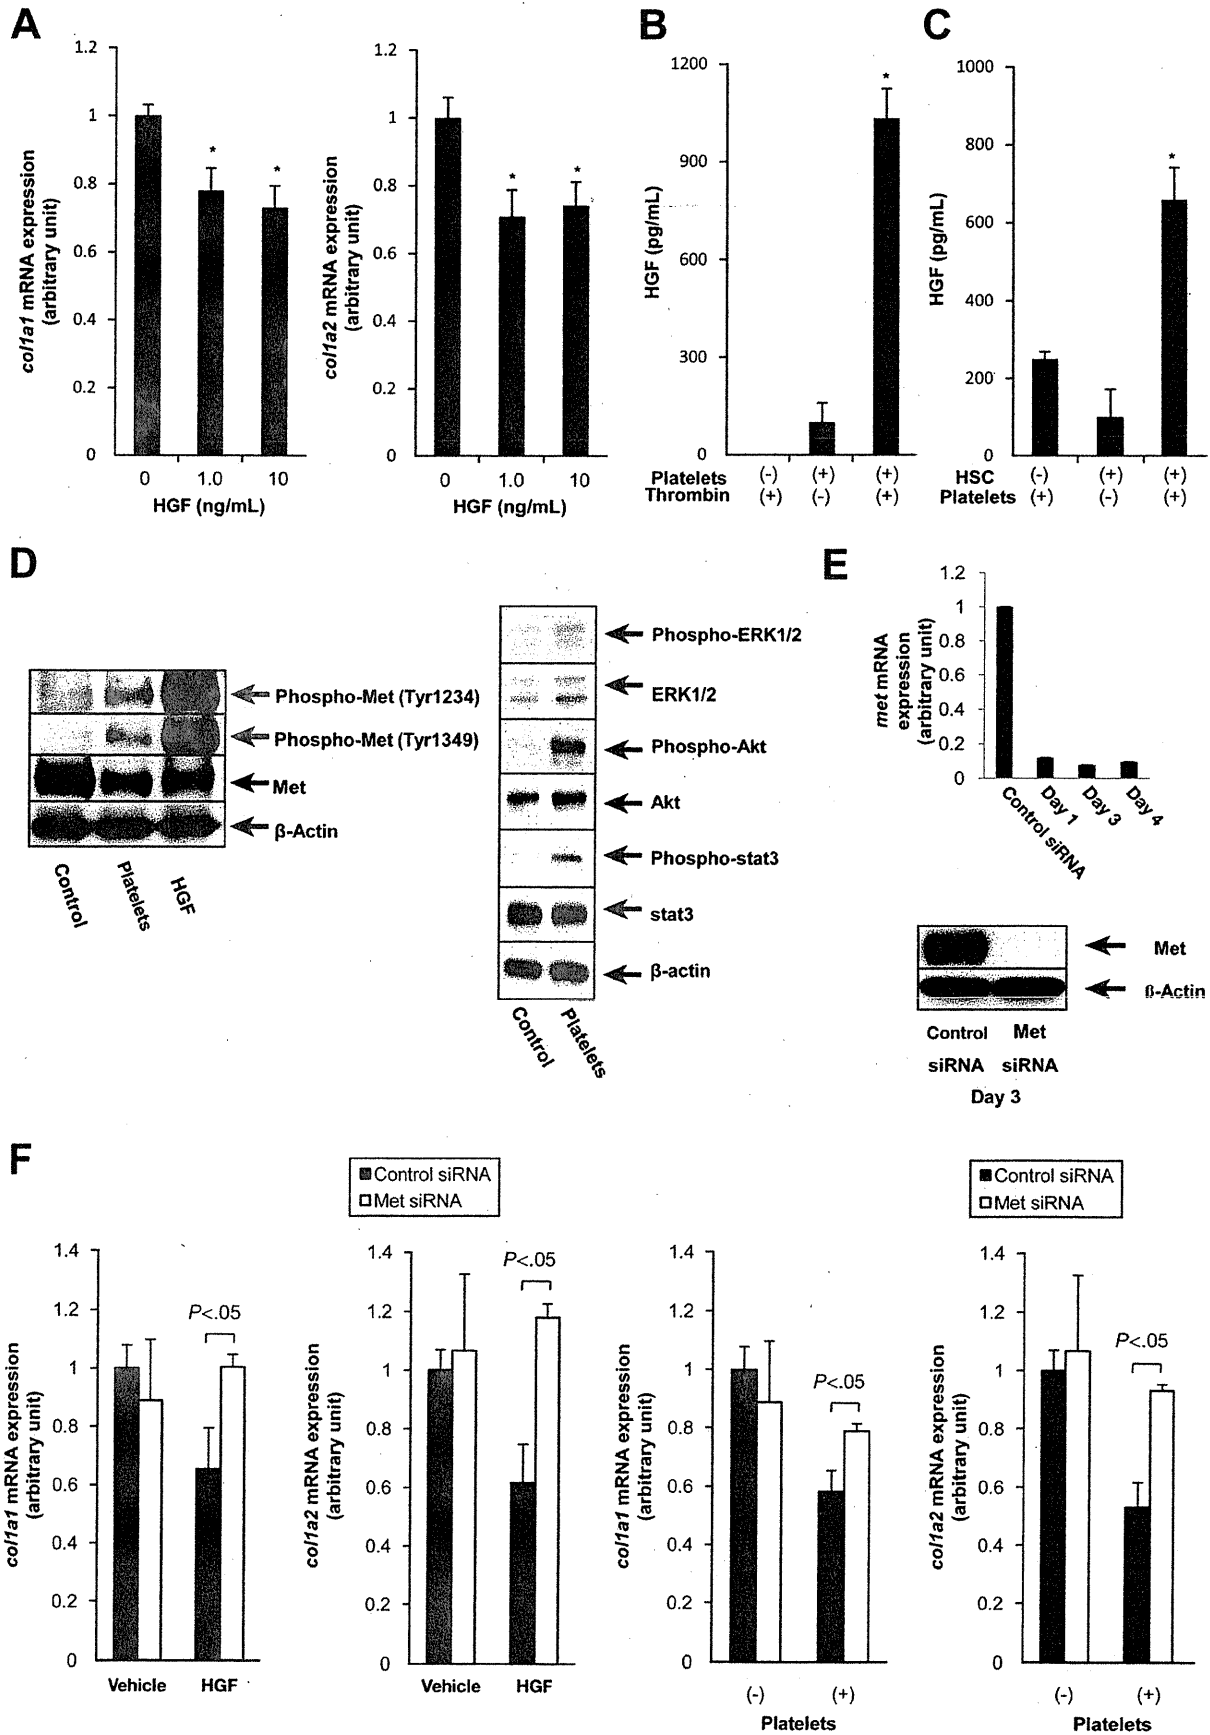 A
1.2
1
0.8
0.6
0.4
0.2
0
col1a1 mRNA expression
(arbitrary unit)
*
*
0 1.0 10
HGF (ng/mL)
1.2
1
0.8
0.6
0.4
0.2
0
col1a2 mRNA expression
(arbitrary unit)
*
*
0 1.0 10
HGF (ng/mL)
B
1200
900
600
300
0
HGF (pg/mL)
*
Platelets (-) (+) (+)
Thrombin (+) (-) (+)
C
1000
800
600
400
200
0
HGF (pg/mL)
*
HSC (-) (+) (+)
Platelets (+) (-) (+)
D
Phospho-Met (Tyr1234)
Phospho-Met (Tyr1349)
Met
β-Actin
Control
Platelets
HGF
Phospho-ERK1/2
ERK1/2
Phospho-Akt
Akt
Phospho-stat3
stat3
β-actin
Control
Platelets
E
1.2
1
0.8
0.6
0.4
0.2
0
met mRNA
expression
(arbitrary unit)
Control siRNA
Day 1
Day 3
Day 4
Met
β-Actin
Control Met
siRNA siRNA
Day 3
F
1.4
1.2
1
0.8
0.6
0.4
0.2
0
col1a1 mRNA expression
(arbitrary unit)
P<.05
Vehicle HGF
Control siRNA
Met siRNA
1.4
1.2
1
0.8
0.6
0.4
0.2
0
col1a2 mRNA expression
(arbitrary unit)
P<.05
Vehicle HGF
1.4
1.2
1
0.8
0.6
0.4
0.2
0
col1a1 mRNA expression
(arbitrary unit)
P<.05
(-) (+)
Platelets
Control siRNA
Met siRNA
1.4
1.2
1
0.8
0.6
0.4
0.2
0
col1a2 mRNA expression
(arbitrary unit)
P<.05
(-) (+)
Platelets